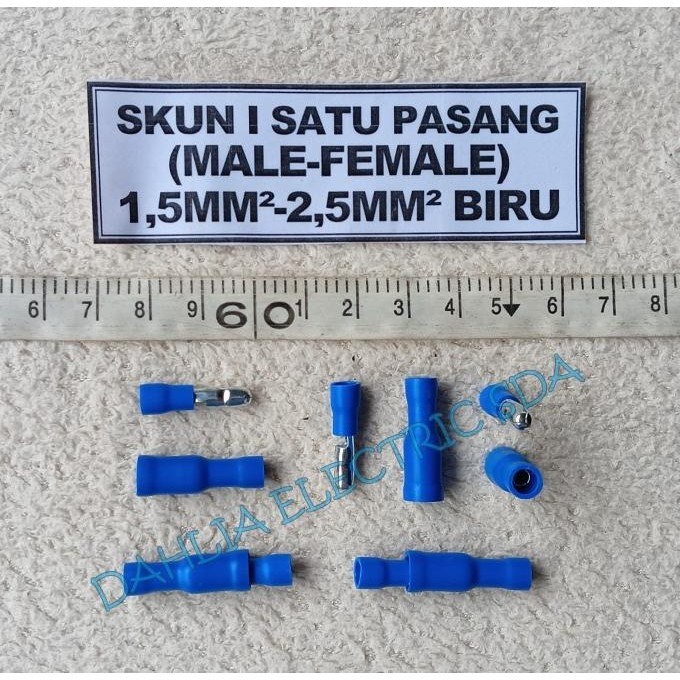 SKUN I SATU PASANG
(MALE-FEMALE)
1,5MM²-2,5MM² BIRU
6 7 8 9 60 1 2 3 4 5 6 7 8
DAHLIA ELECTRIC SDA